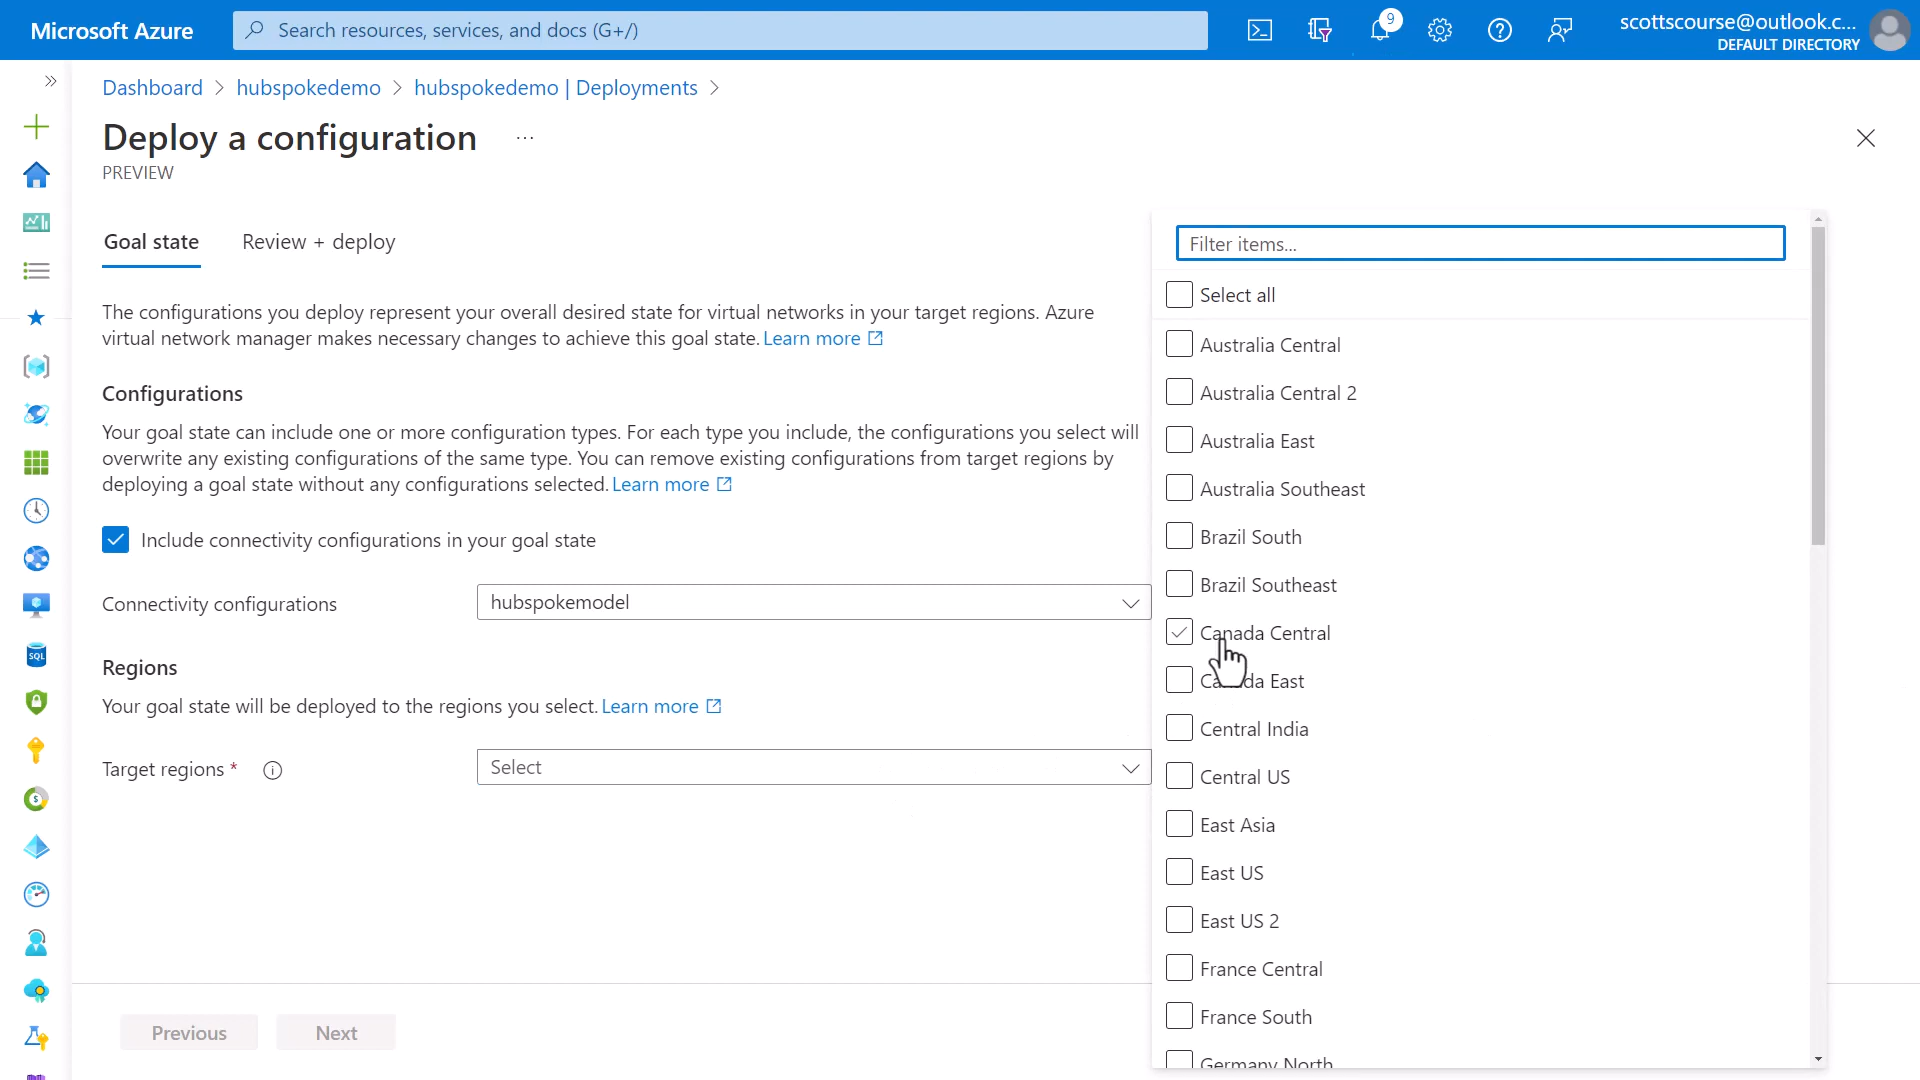 Microsoft Azure
Search resources, services, and docs (G+/)
9
scottscourse@outlook.c...
DEFAULT DIRECTORY
Dashboard > hubspokedemo > hubspokedemo | Deployments >
Deploy a configuration ...
PREVIEW
Goal state
Review + deploy
The configurations you deploy represent your overall desired state for virtual networks in your target regions. Azure
virtual network manager makes necessary changes to achieve this goal state. Learn more
Configurations
Your goal state can include one or more configuration types. For each type you include, the configurations you select will
overwrite any existing configurations of the same type. You can remove existing configurations from target regions by
deploying a goal state without any configurations selected. Learn more
Include connectivity configurations in your goal state
Connectivity configurations
hubspokemodel
Regions
Your goal state will be deployed to the regions you select. Learn more
Target regions *
Select
Previous
Next
Filter items...
Select all
Australia Central
Australia Central 2
Australia East
Australia Southeast
Brazil South
Brazil Southeast
Canada Central
Canada East
Central India
Central US
East Asia
East US
East US 2
France Central
France South
Germany North
SQL